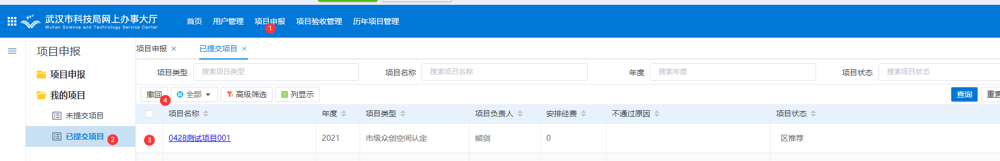 武汉市科技局网上办事大厅
Wuhan Science and Technology Service Center
首页 用户管理 项目申报 项目验收管理 历年项目管理
1
项目申报
项目申报
我的项目
未提交项目
已提交项目 2
项目申报 × 已提交项目 ×
项目类型 搜索项目类型 项目名称 搜索项目名称 年度 搜索年度 项目状态 搜索项目状态
撤回 4 全部 高级筛选 列显示 查询 重置
项目名称 年度 项目类型 项目负责人 安排经费 不通过原因 项目状态
3 0428测试项目001 2021 市级众创空间认定 熊剑 0 区推荐